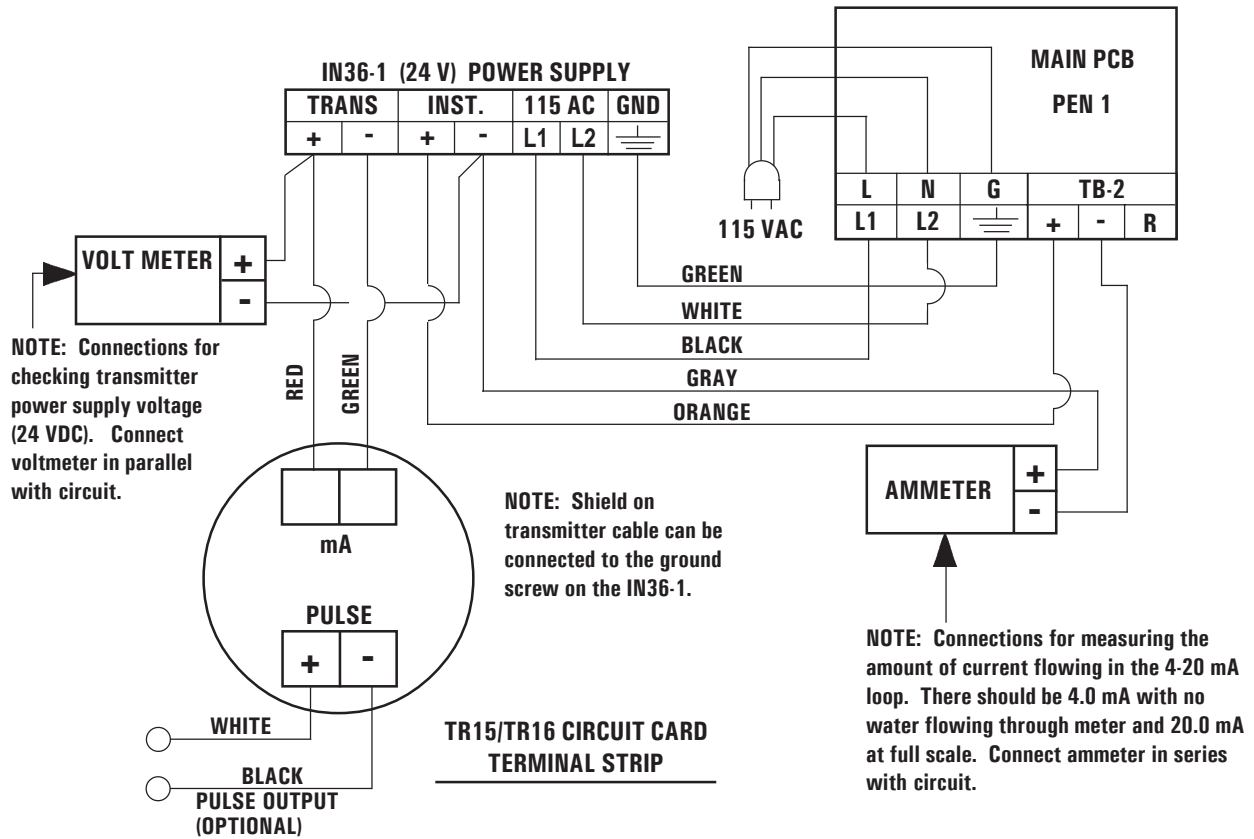 IN36-1 (24 V) POWER SUPPLY
TRANS INST. 115 AC GND
+ - + - L1 L2
MAIN PCB
PEN 1
L N G TB-2
L1 L2 + - R
115 VAC
VOLT METER +
-
NOTE: Connections for
checking transmitter
power supply voltage
(24 VDC). Connect
voltmeter in parallel
with circuit.
RED
GREEN
GREEN
WHITE
BLACK
GRAY
ORANGE
mA
PULSE
+ -
NOTE: Shield on
transmitter cable can be
connected to the ground
screw on the IN36-1.
AMMETER +
-
NOTE: Connections for measuring the
amount of current flowing in the 4-20 mA
loop. There should be 4.0 mA with no
water flowing through meter and 20.0 mA
at full scale. Connect ammeter in series
with circuit.
WHITE
BLACK
PULSE OUTPUT
(OPTIONAL)
TR15/TR16 CIRCUIT CARD
TERMINAL STRIP